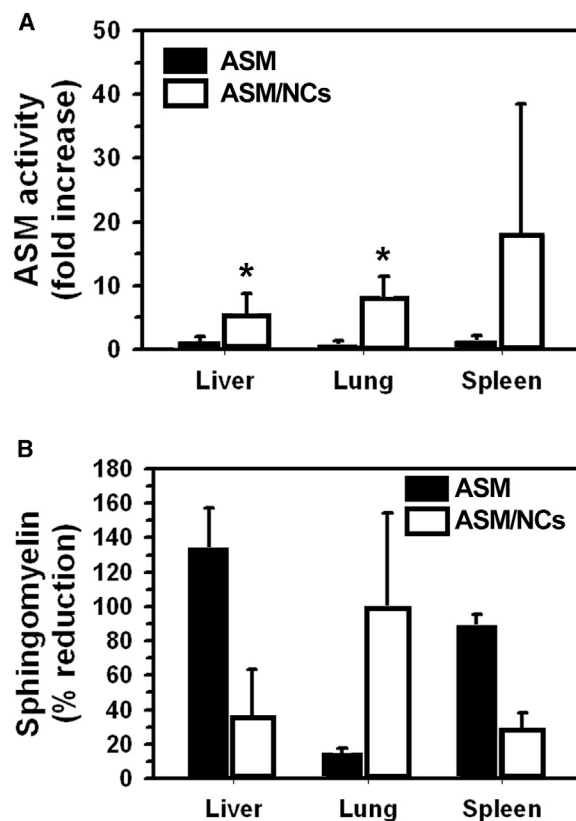 A
ASM activity
(fold increase)
50
40
30
20
10
0
ASM
ASM/NCs
*
*
Liver Lung Spleen
B
Sphingomyelin
(% reduction)
180
160
140
120
100
80
60
40
20
0
ASM
ASM/NCs
Liver Lung Spleen